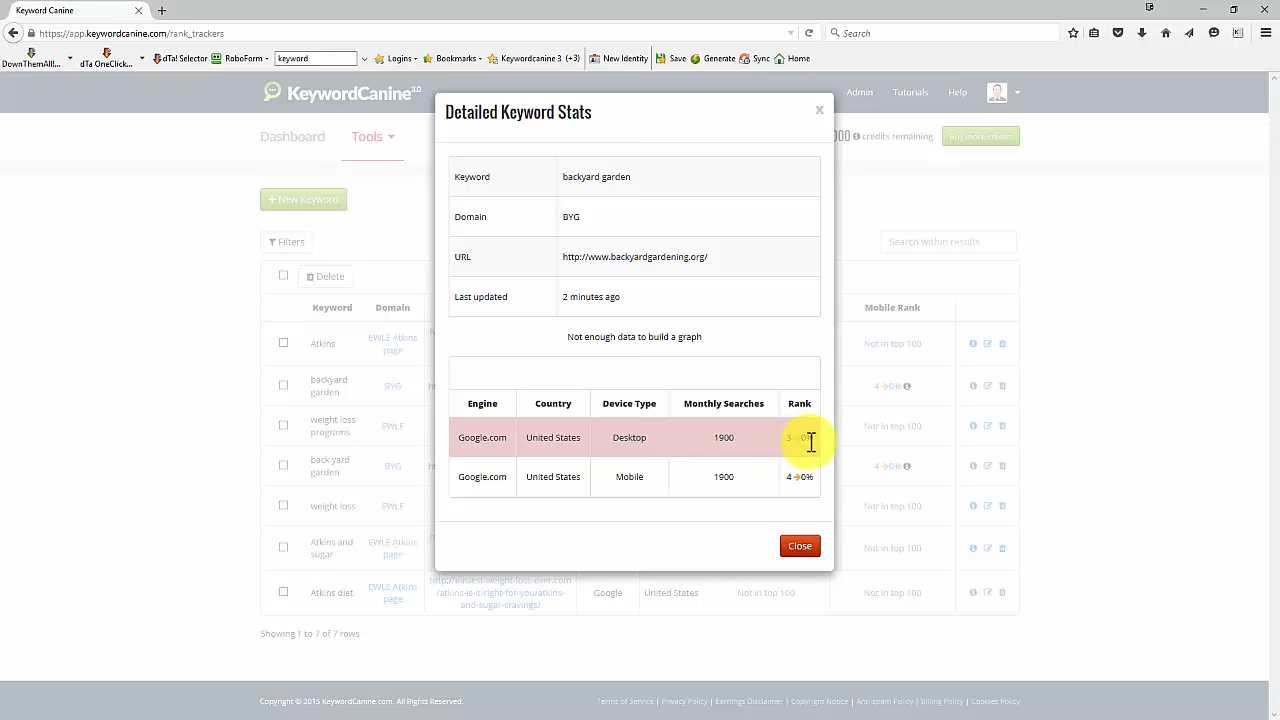 Keyword Canine
https://app.keywordcanine.com/rank_trackers
Search
DownThemAll!...
dTa OneClick...
dTa! Selector
RoboForm
keyword
Logins
Bookmarks
Keywordcanine 3 (+3)
New Identity
Save
Generate
Sync
Home
KeywordCanine 3.0
Admin
Tutorials
Help
Dashboard
Tools
000 credits remaining
Buy more credits
+ New Keyword
Filters
Search within results
Delete
Keyword Domain Mobile Rank
Atkins EWLE Atkins page Not in top 100
backyard garden BYG 4 0%
weight loss programs EWLE Not in top 100
back yard garden BYG 4 0%
weight loss EWLE Not in top 100
Atkins and sugar EWLE Atkins page Not in top 100
Atkins diet EWLE Atkins page http://easiest-weight-loss-ever.com/atkins-is-it-right-for-you/atkins-and-sugar-cravings/ Google United States Not in top 100 Not in top 100
Showing 1 to 7 of 7 rows
Detailed Keyword Stats
x
Keyword backyard garden
Domain BYG
URL http://www.backyardgardening.org/
Last updated 2 minutes ago
Not enough data to build a graph
Engine Country Device Type Monthly Searches Rank
Google.com United States Desktop 1900 3 0%
Google.com United States Mobile 1900 4 0%
Close
Copyright © 2015 KeywordCanine.com. All Rights Reserved.
Terms of Service | Privacy Policy | Earnings Disclaimer | Copyright Notice | Anti-spam Policy | Billing Policy | Cookies Policy